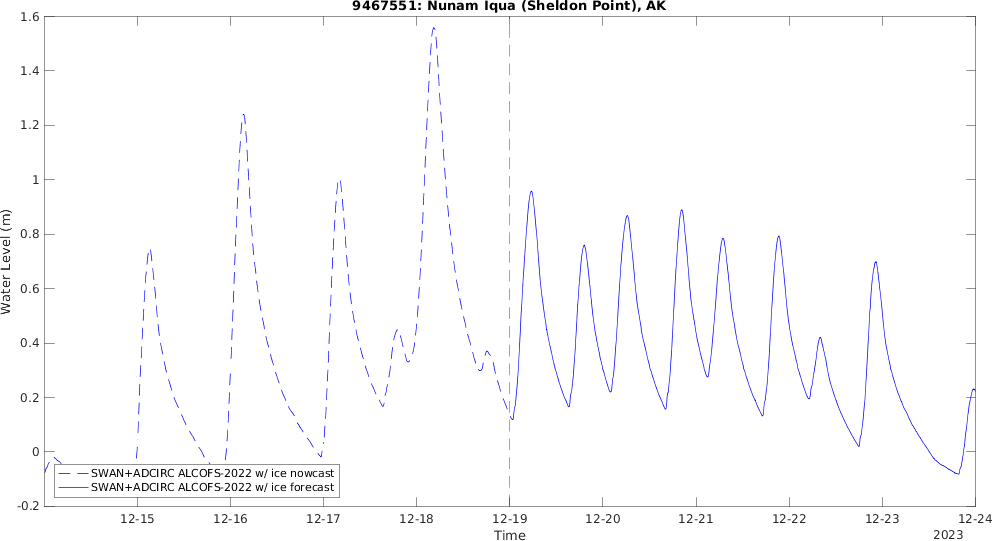 9467551: Nunam Iqua (Sheldon Point), AK
1.6
1.4
1.2
1
0.8
0.6
0.4
0.2
0
-0.2
Water Level (m)
SWAN+ADCIRC ALCOFS-2022 w/ ice nowcast
SWAN+ADCIRC ALCOFS-2022 w/ ice forecast
12-15 12-16 12-17 12-18 12-19 12-20 12-21 12-22 12-23 12-24
Time
2023